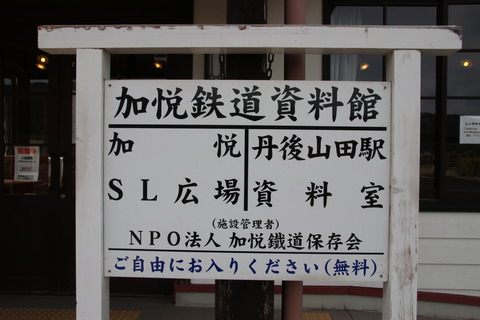 加悦鉄道資料館
加悦 丹後山田駅
SL広場 資料室
(施設管理者)
NPO法人 加悦鐵道保存会
ご自由にお入りください(無料)